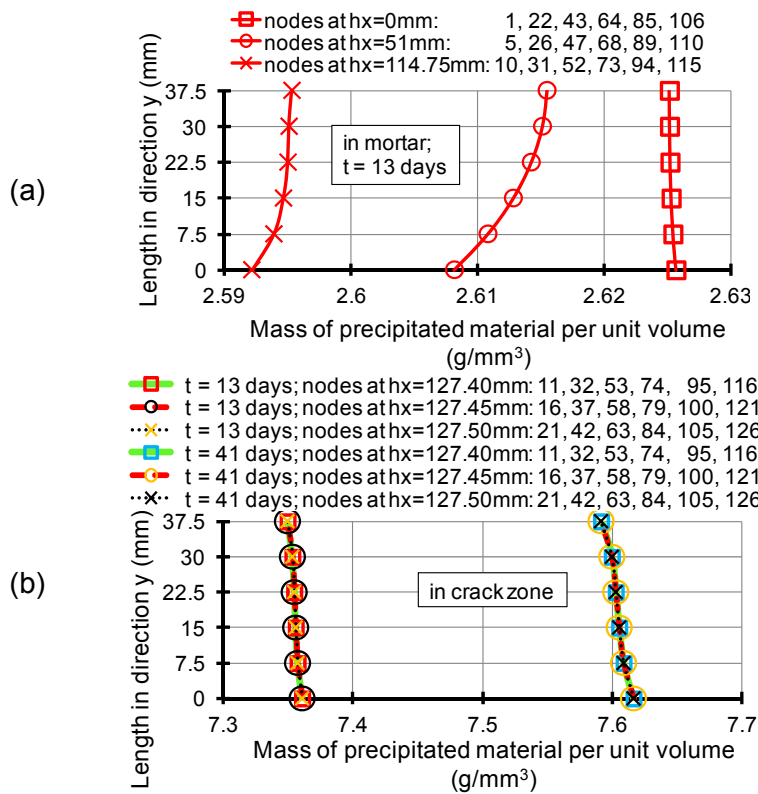 nodes at hx=0mm: 1, 22, 43, 64, 85, 106
nodes at hx=51mm: 5, 26, 47, 68, 89, 110
nodes at hx=114.75mm: 10, 31, 52, 73, 94, 115
(a)
Length in direction y (mm)
37.5
30
22.5
15
7.5
0
in mortar;
t = 13 days
2.59 2.6 2.61 2.62 2.63
Mass of precipitated material per unit volume
(g/mm³)
t = 13 days; nodes at hx=127.40mm: 11, 32, 53, 74, 95, 116
t = 13 days; nodes at hx=127.45mm: 16, 37, 58, 79, 100, 121
t = 13 days; nodes at hx=127.50mm: 21, 42, 63, 84, 105, 126
t = 41 days; nodes at hx=127.40mm: 11, 32, 53, 74, 95, 116
t = 41 days; nodes at hx=127.45mm: 16, 37, 58, 79, 100, 121
t = 41 days; nodes at hx=127.50mm: 21, 42, 63, 84, 105, 126
(b)
Length in direction y (mm)
37.5
30
22.5
15
7.5
0
in crack zone
7.3 7.4 7.5 7.6 7.7
Mass of precipitated material per unit volume
(g/mm³)